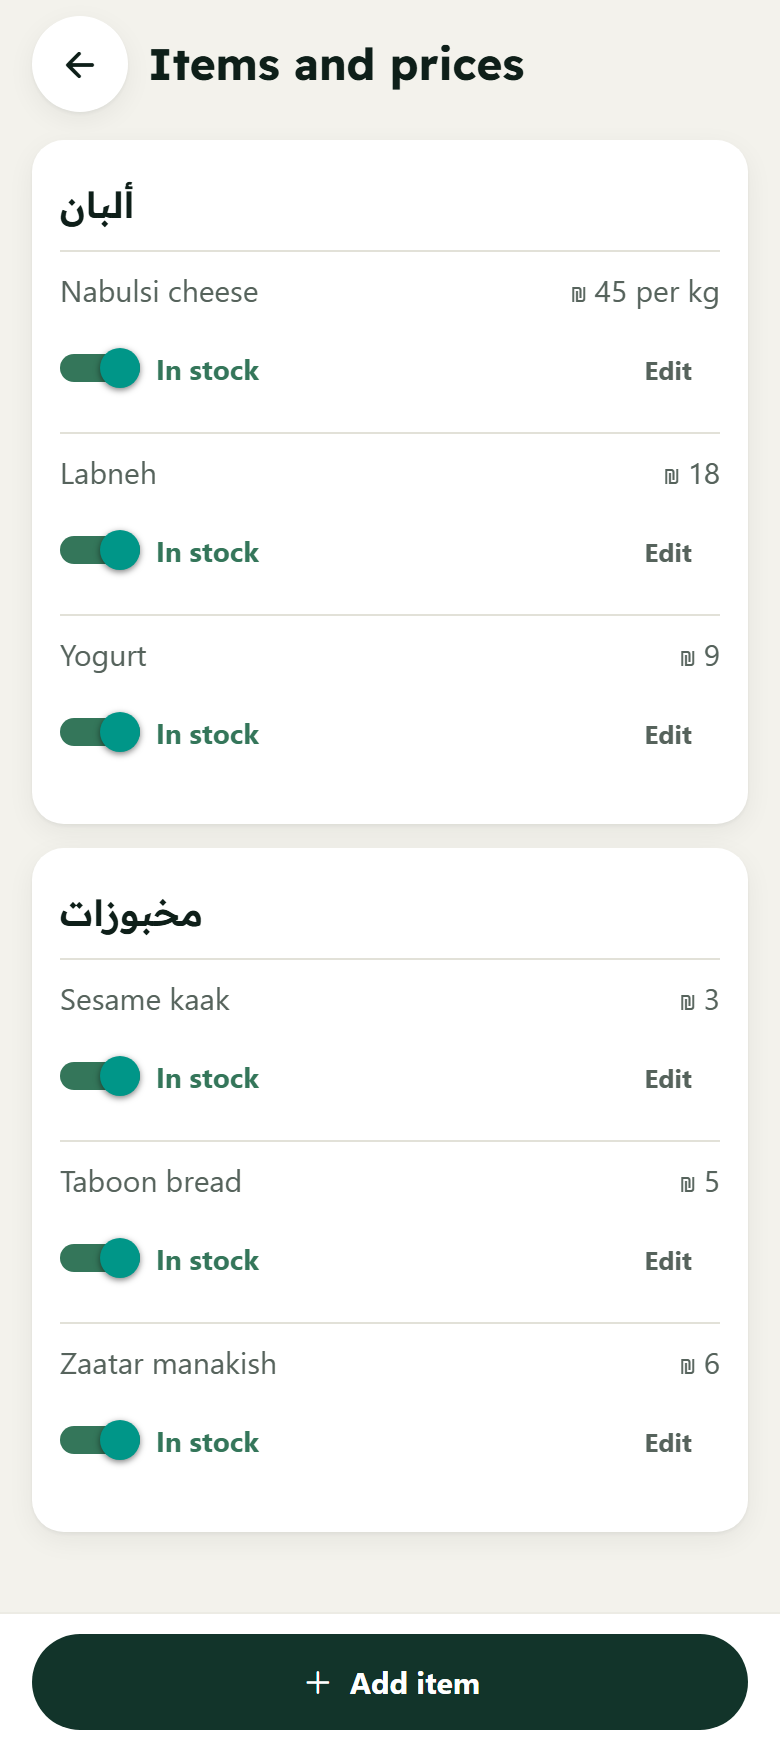 Items and prices
ألبان
Nabulsi cheese ₪ 45 per kg
In stock Edit
Labneh ₪ 18
In stock Edit
Yogurt ₪ 9
In stock Edit
مخبوزات
Sesame kaak ₪ 3
In stock Edit
Taboon bread ₪ 5
In stock Edit
Zaatar manakish ₪ 6
In stock Edit
+ Add item